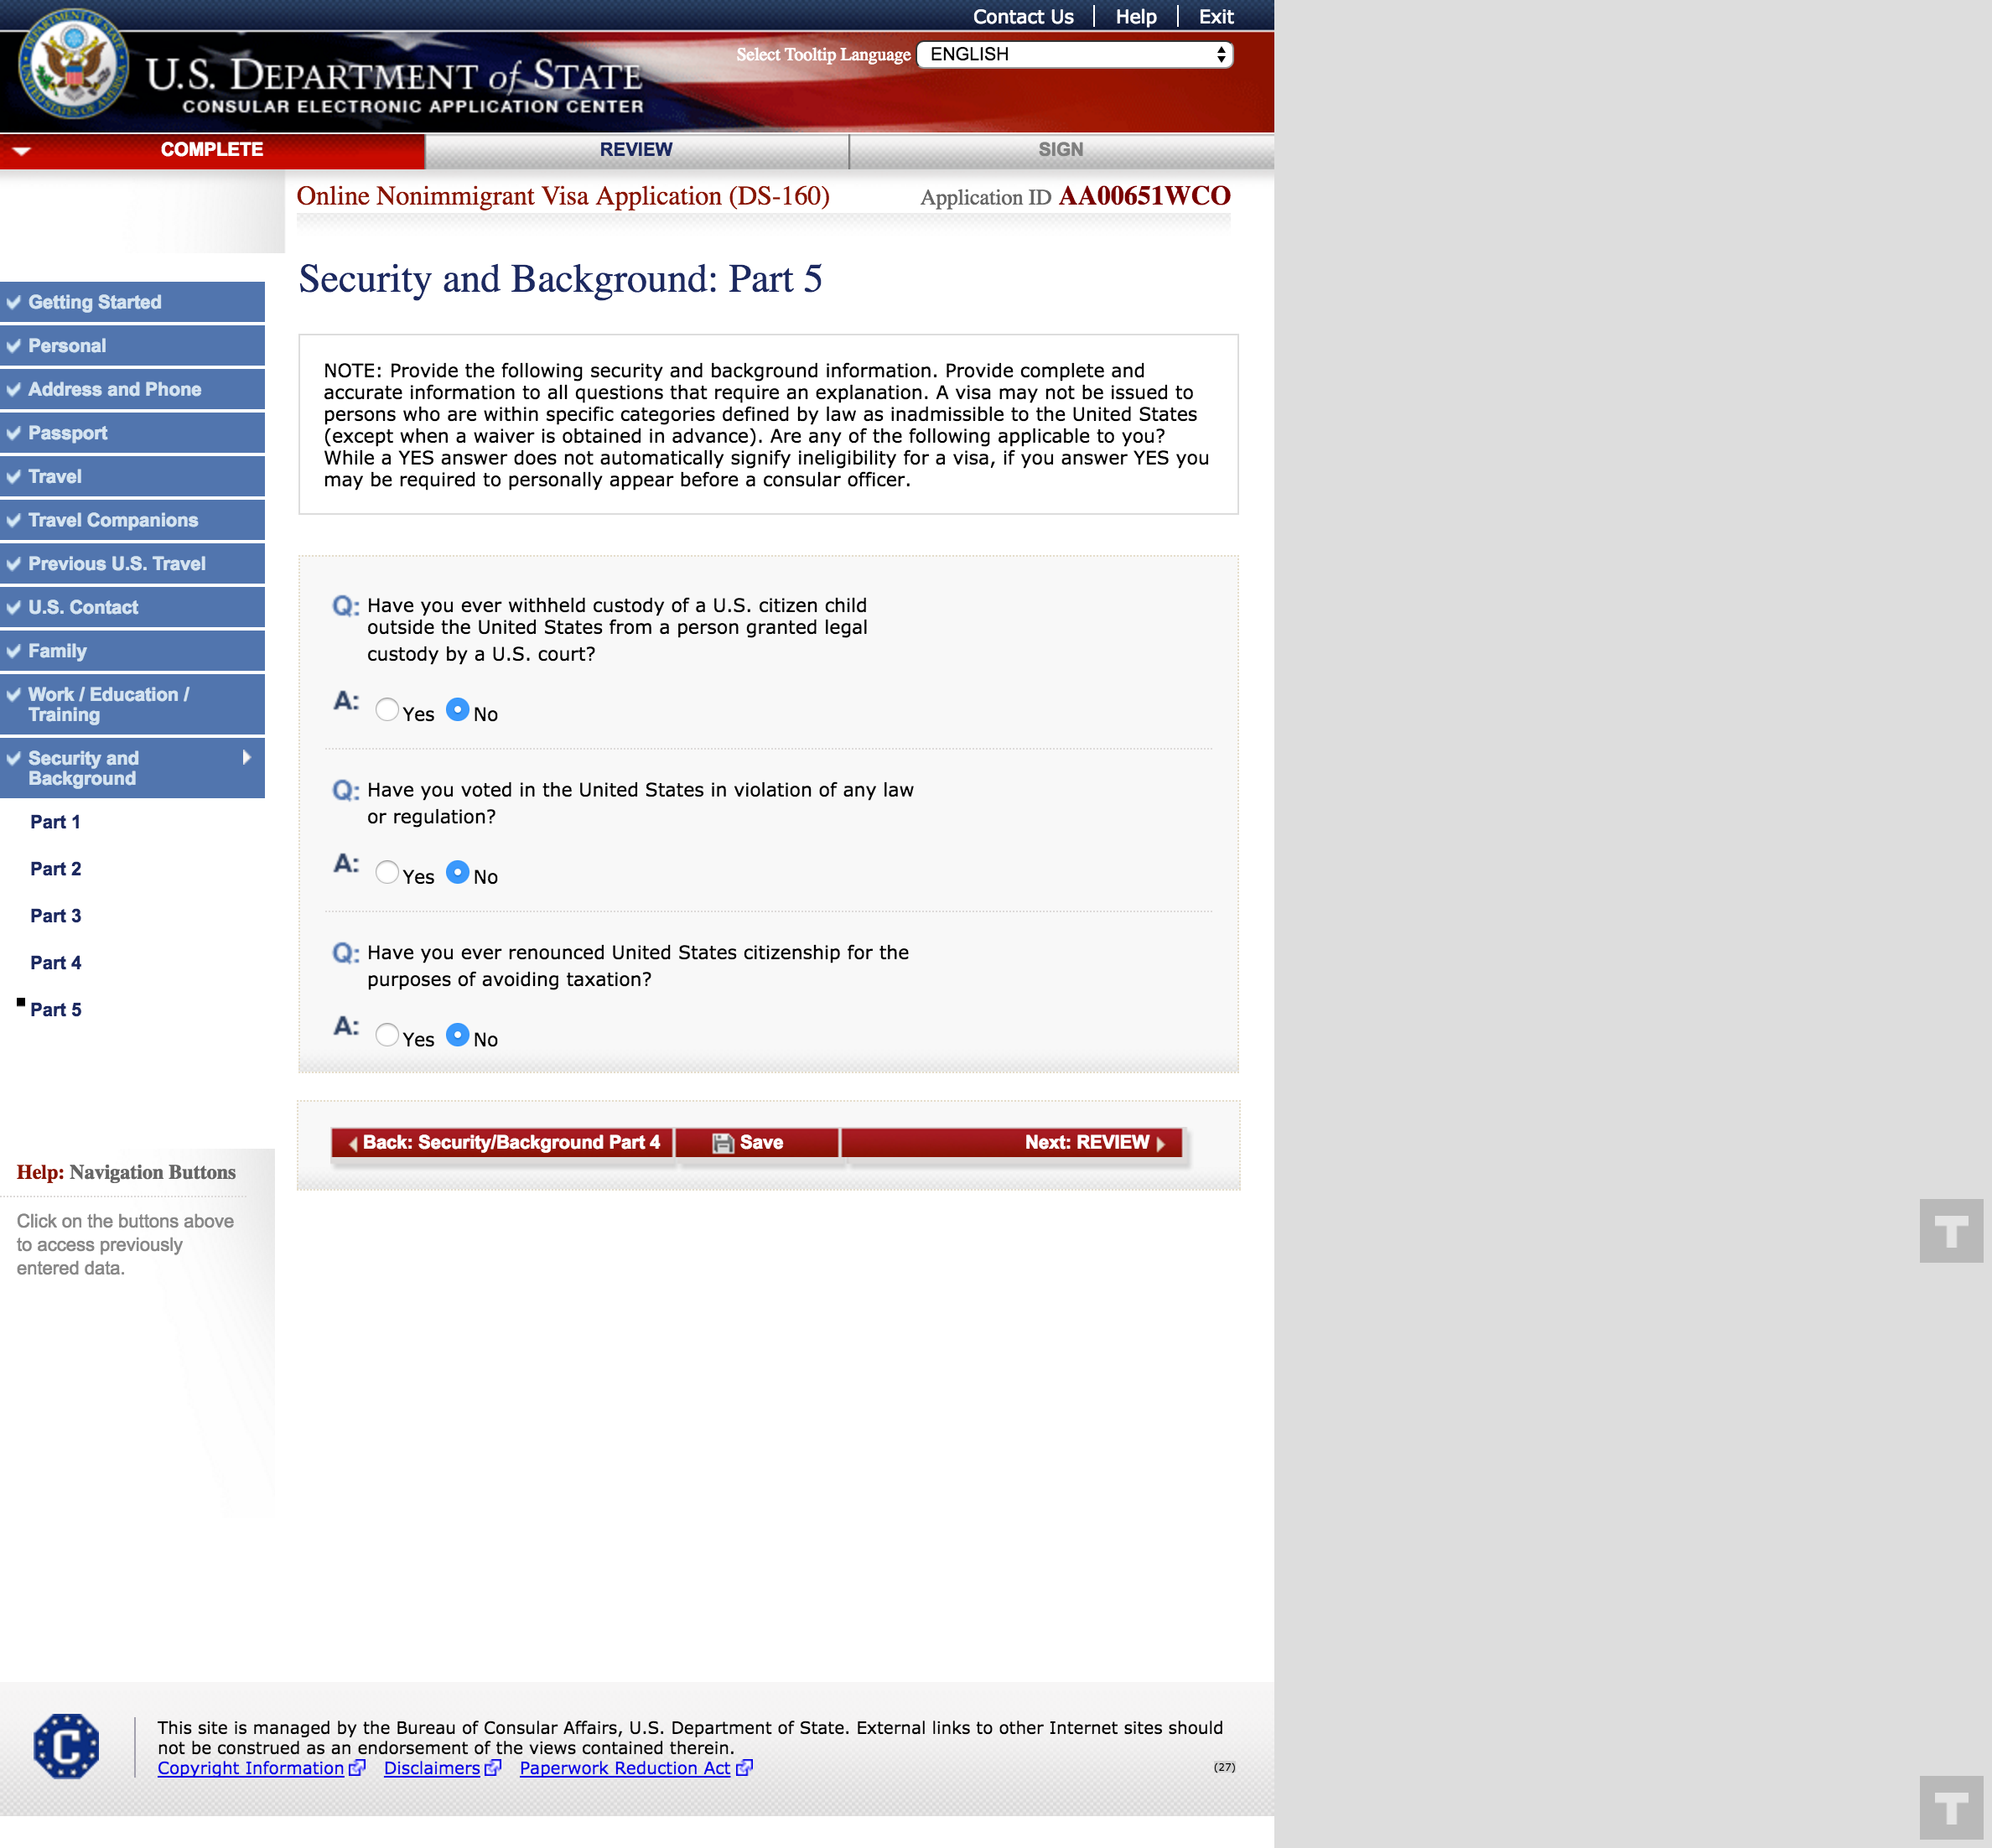 Contact Us | Help | Exit
Select Tooltip Language ENGLISH
U.S. DEPARTMENT of STATE
CONSULAR ELECTRONIC APPLICATION CENTER
COMPLETE REVIEW SIGN
Online Nonimmigrant Visa Application (DS-160) Application ID AA00651WCO
Security and Background: Part 5
Getting Started
Personal
Address and Phone
Passport
Travel
Travel Companions
Previous U.S. Travel
U.S. Contact
Family
Work / Education /
Training
Security and
Background
Part 1
Part 2
Part 3
Part 4
Part 5
Help: Navigation Buttons
Click on the buttons above
to access previously
entered data.
NOTE: Provide the following security and background information. Provide complete and
accurate information to all questions that require an explanation. A visa may not be issued to
persons who are within specific categories defined by law as inadmissible to the United States
(except when a waiver is obtained in advance). Are any of the following applicable to you?
While a YES answer does not automatically signify ineligibility for a visa, if you answer YES you
may be required to personally appear before a consular officer.
Q: Have you ever withheld custody of a U.S. citizen child
outside the United States from a person granted legal
custody by a U.S. court?
A: Yes No
Q: Have you voted in the United States in violation of any law
or regulation?
A: Yes No
Q: Have you ever renounced United States citizenship for the
purposes of avoiding taxation?
A: Yes No
Back: Security/Background Part 4 Save Next: REVIEW
C
This site is managed by the Bureau of Consular Affairs, U.S. Department of State. External links to other Internet sites should
not be construed as an endorsement of the views contained therein.
Copyright Information Disclaimers Paperwork Reduction Act (27)
T
T